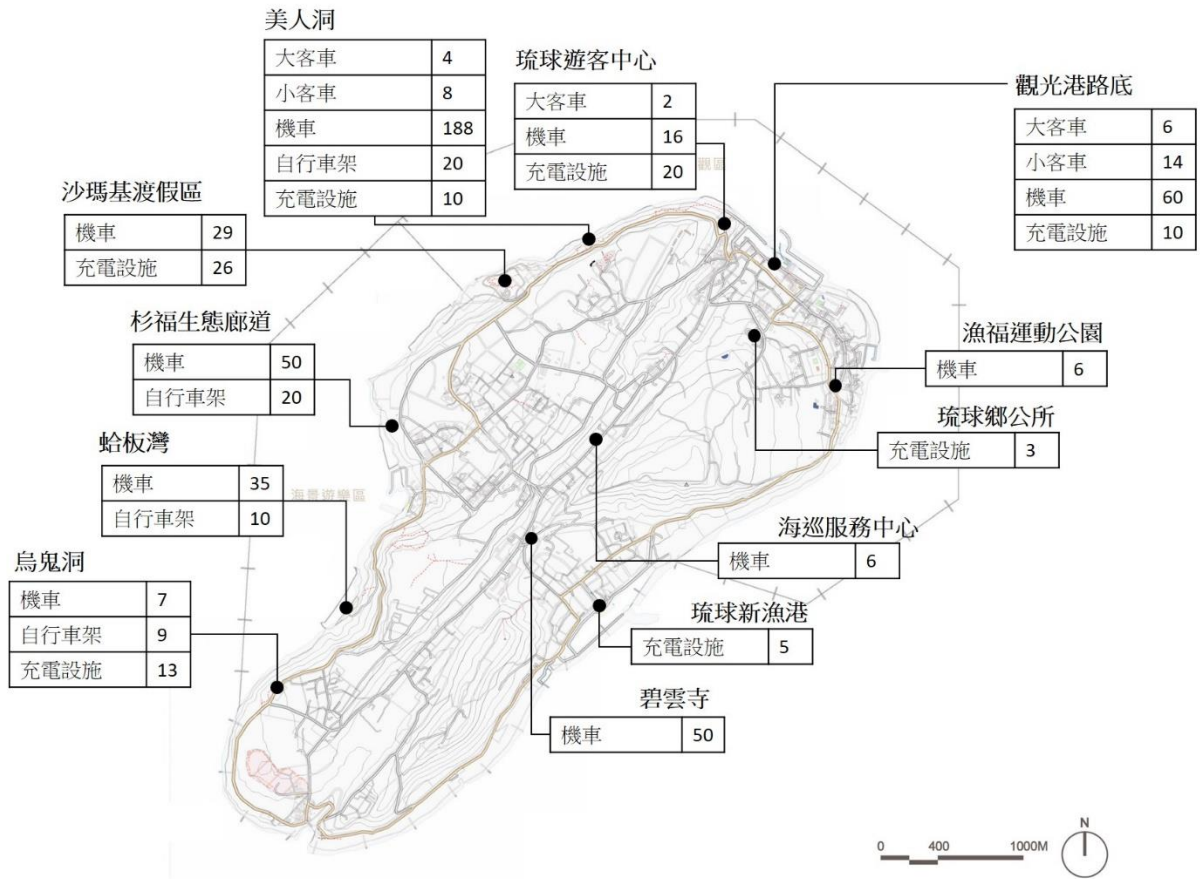 美人洞
大客車 4
小客車 8
機車 188
自行車架 20
充電設施 10
琉球遊客中心
大客車 2
機車 16
充電設施 20
觀光港路底
大客車 6
小客車 14
機車 60
充電設施 10
沙瑪基渡假區
機車 29
充電設施 26
杉福生態廊道
機車 50
自行車架 20
漁福運動公園
機車 6
琉球鄉公所
充電設施 3
蛤板灣
機車 35
自行車架 10
海景遊樂區
觀區
海巡服務中心
機車 6
烏鬼洞
機車 7
自行車架 9
充電設施 13
琉球新漁港
充電設施 5
碧雲寺
機車 50
N
0 400 1000M